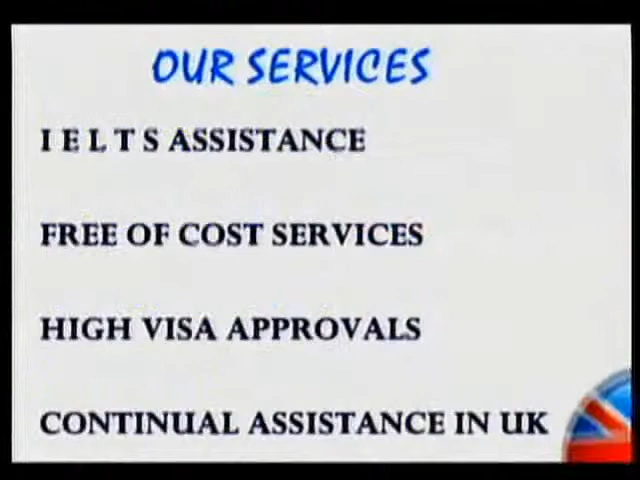 OUR SERVICES
I E L T S ASSISTANCE
FREE OF COST SERVICES
HIGH VISA APPROVALS
CONTINUAL ASSISTANCE IN UK